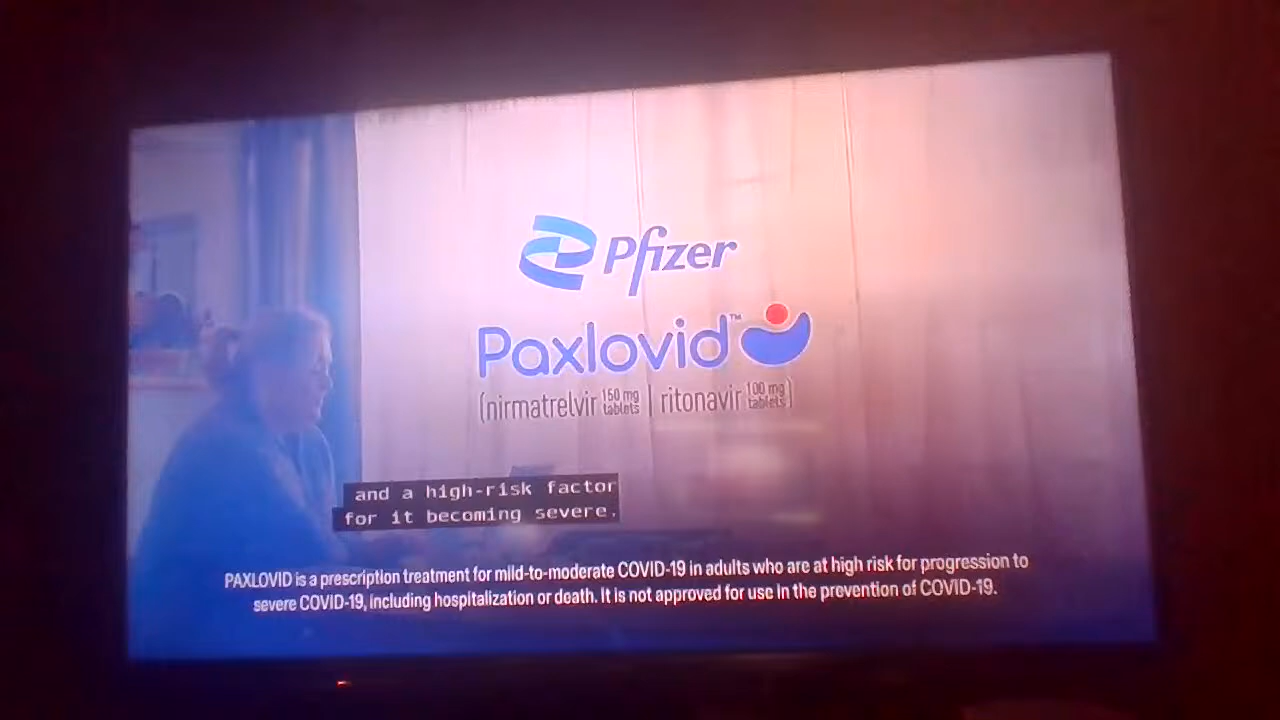 Pfizer
Paxlovid™
(nirmatrelvir 150 mg tablets | ritonavir 100 mg tablets)
and a high-risk factor
for it becoming severe.
PAXLOVID is a prescription treatment for mild-to-moderate COVID-19 in adults who are at high risk for progression to
severe COVID-19, including hospitalization or death. It is not approved for use in the prevention of COVID-19.